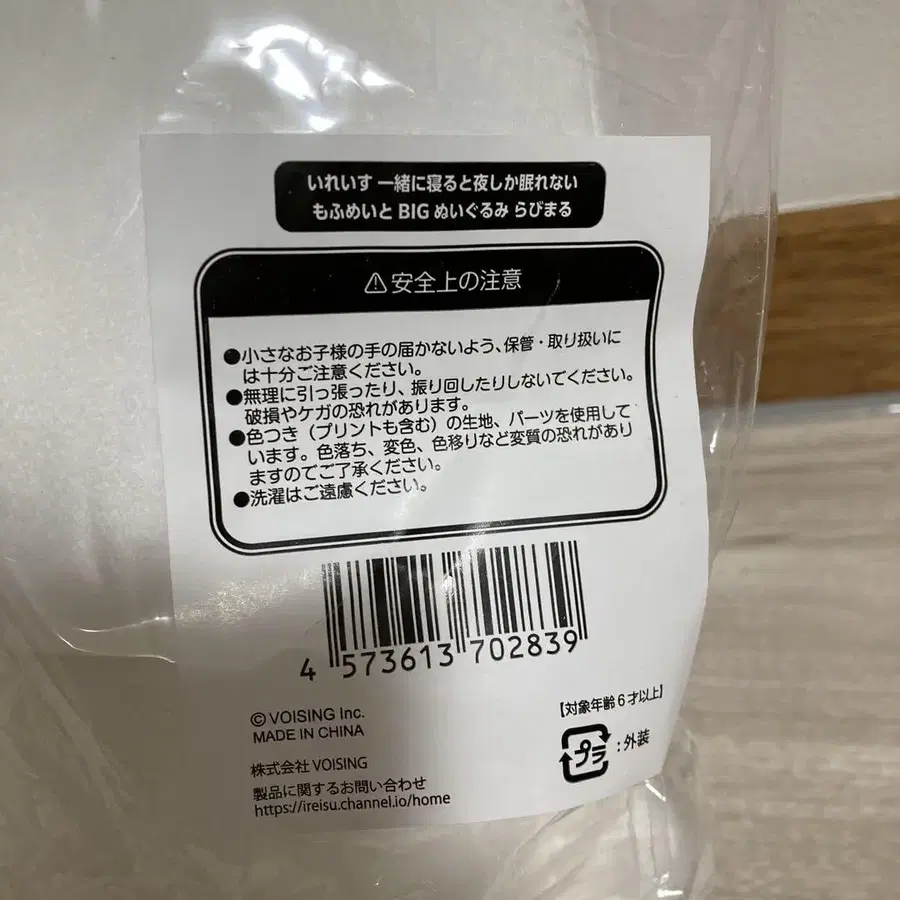 いれいす 一緒に寝ると夜しか眠れない
もふめいと BIG ぬいぐるみ らびまる
⚠安全上の注意
●小さなお子様の手の届かないよう、保管・取り扱いに
は十分ご注意ください。
●無理に引っ張ったり、振り回したりしないでください。
破損やケガの恐れがあります。
●色つき（プリントも含む）の生地、パーツを使用して
います。色落ち、変色、色移りなど変質の恐れがあり
ますのでご了承ください。
●洗濯はご遠慮ください。
4 573613 702839
【対象年齢6才以上】
© VOISING Inc.
MADE IN CHINA
プラ
:外装
株式会社 VOISING
製品に関するお問い合わせ
https://ireisu.channel.io/home